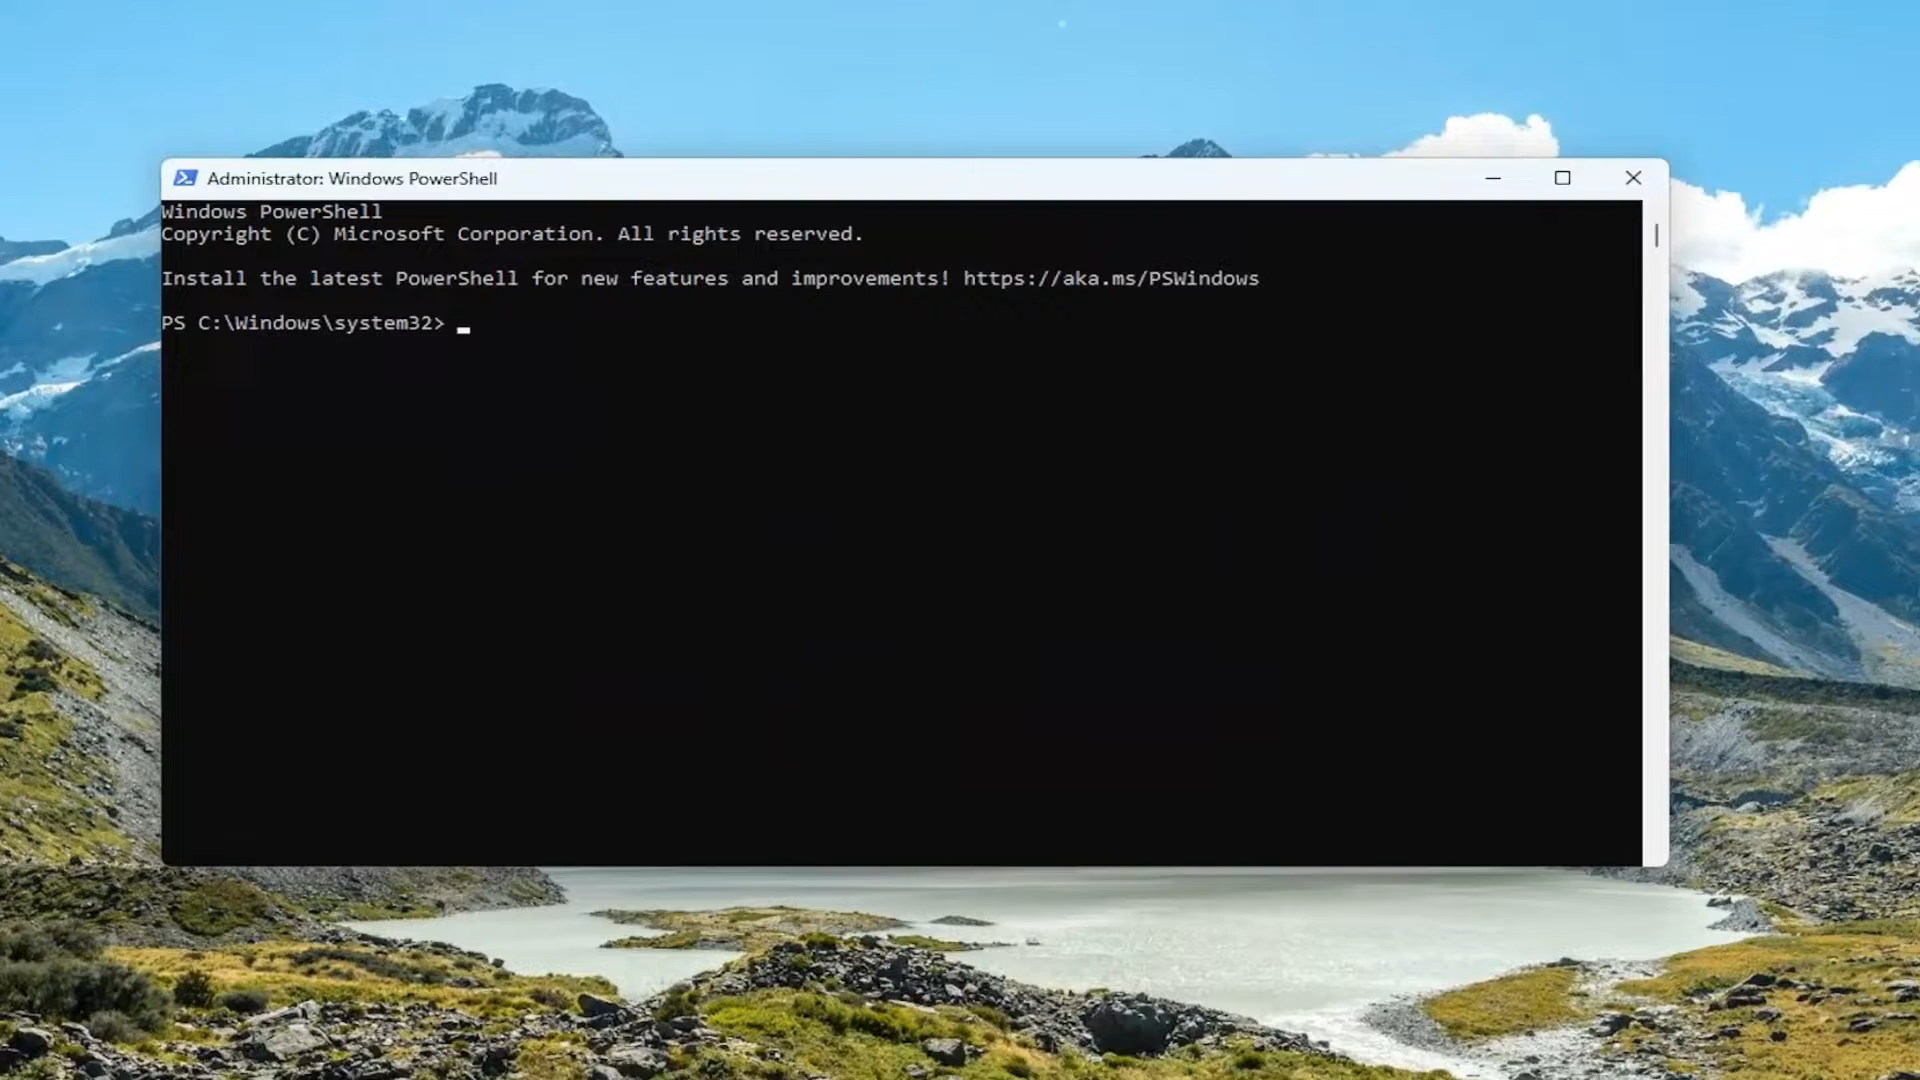 Administrator: Windows PowerShell
Windows PowerShell
Copyright (C) Microsoft Corporation. All rights reserved.
Install the latest PowerShell for new features and improvements! https://aka.ms/PSWindows
PS C:\Windows\system32>